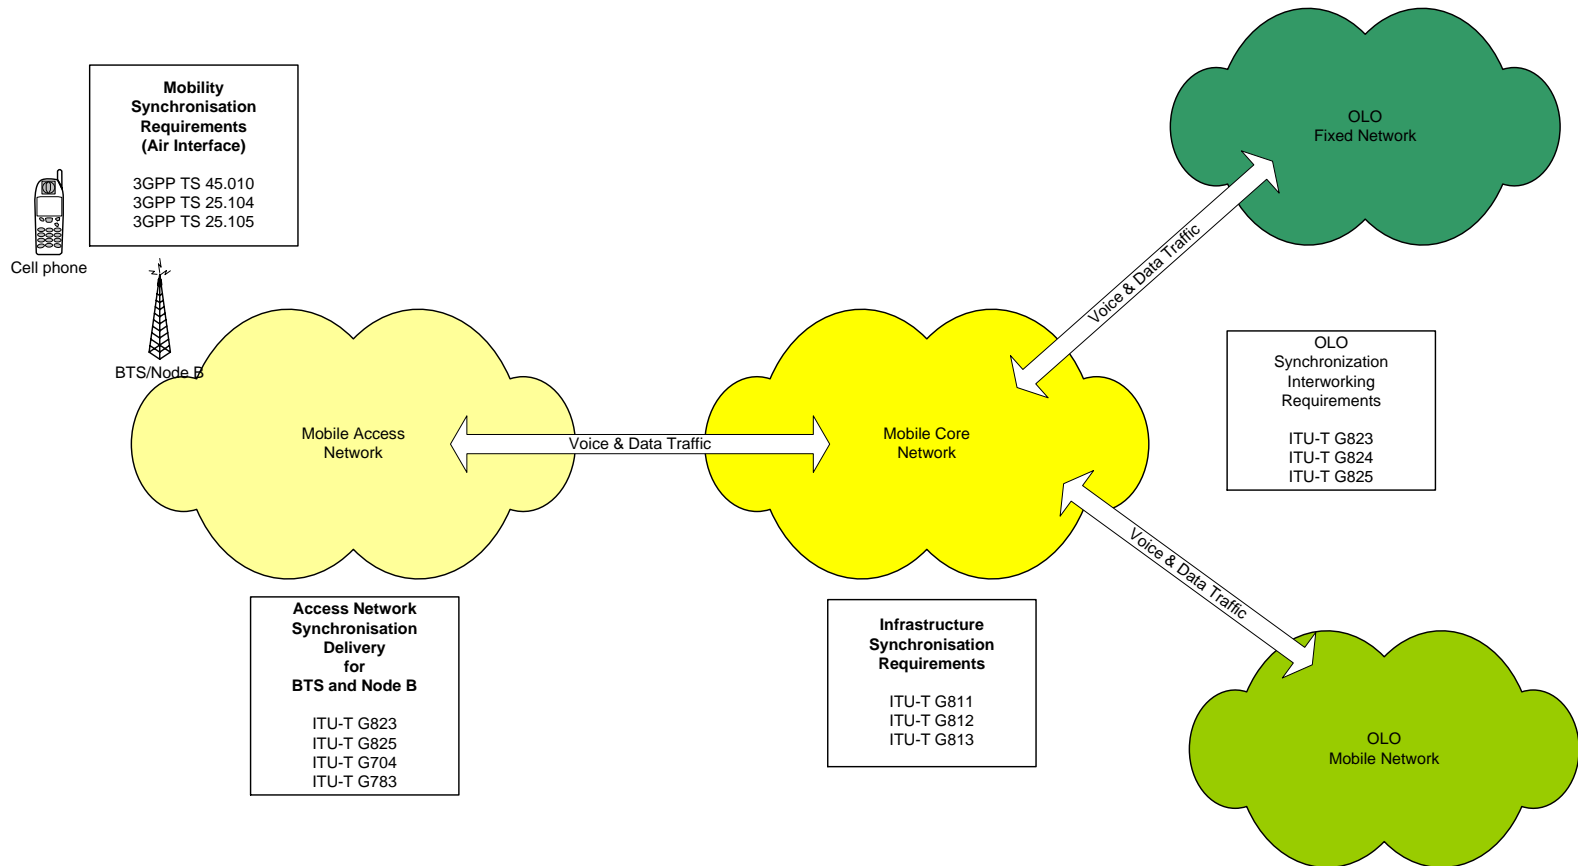 Mobility
Synchronisation
Requirements
(Air Interface)
3GPP TS 45.010
3GPP TS 25.104
3GPP TS 25.105
Cell phone
BTS/Node B
Mobile Access
Network
Voice & Data Traffic
Mobile Core
Network
Voice & Data Traffic
OLO
Fixed Network
OLO
Synchronization
Interworking
Requirements
ITU-T G823
ITU-T G824
ITU-T G825
Voice & Data Traffic
OLO
Mobile Network
Access Network
Synchronisation
Delivery
for
BTS and Node B
ITU-T G823
ITU-T G825
ITU-T G704
ITU-T G783
Infrastructure
Synchronisation
Requirements
ITU-T G811
ITU-T G812
ITU-T G813